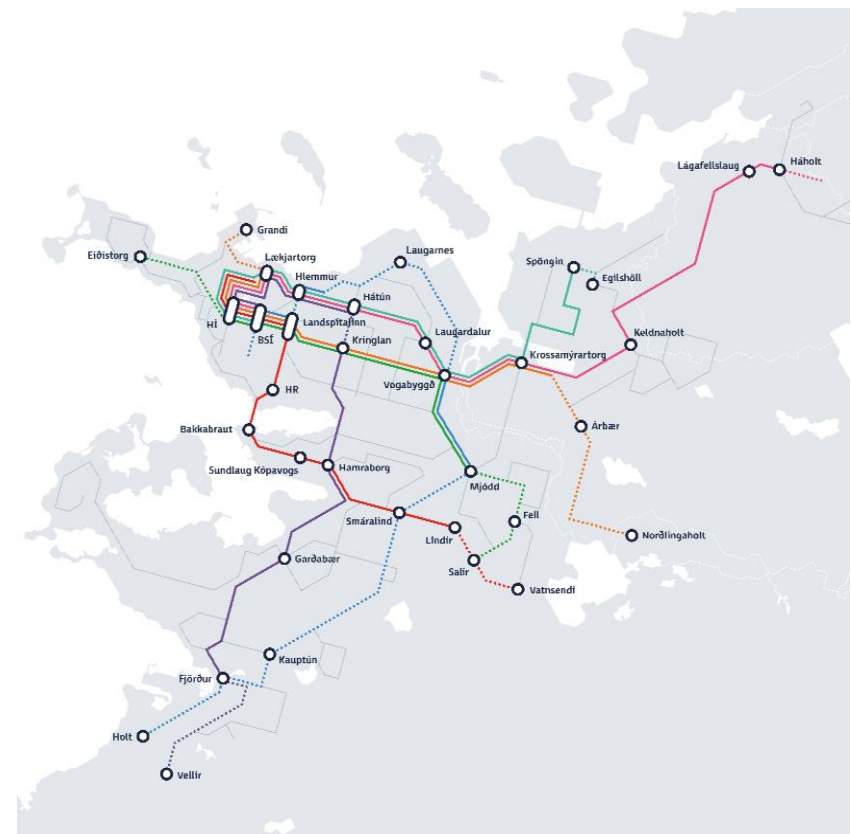 Lágafellslaug
Háholt
Grandi
Eiðistorg
Lækjartorg
Laugarnes
Spöngin
Hlemmur
Egilshöll
Hátún
HÍ
Landspítalinn
BSÍ
Kringlan
Laugardalur
Keldnaholt
Krossamýrartorg
Vogabyggð
HR
Bakkabraut
Árbær
Sundlaug Kópavogs
Hamraborg
Mjódd
Smáralind
Fell
Lindir
Norðlingaholt
Garðabær
Salir
Vatnsendi
Kauptún
Fjörður
Holt
Vellir